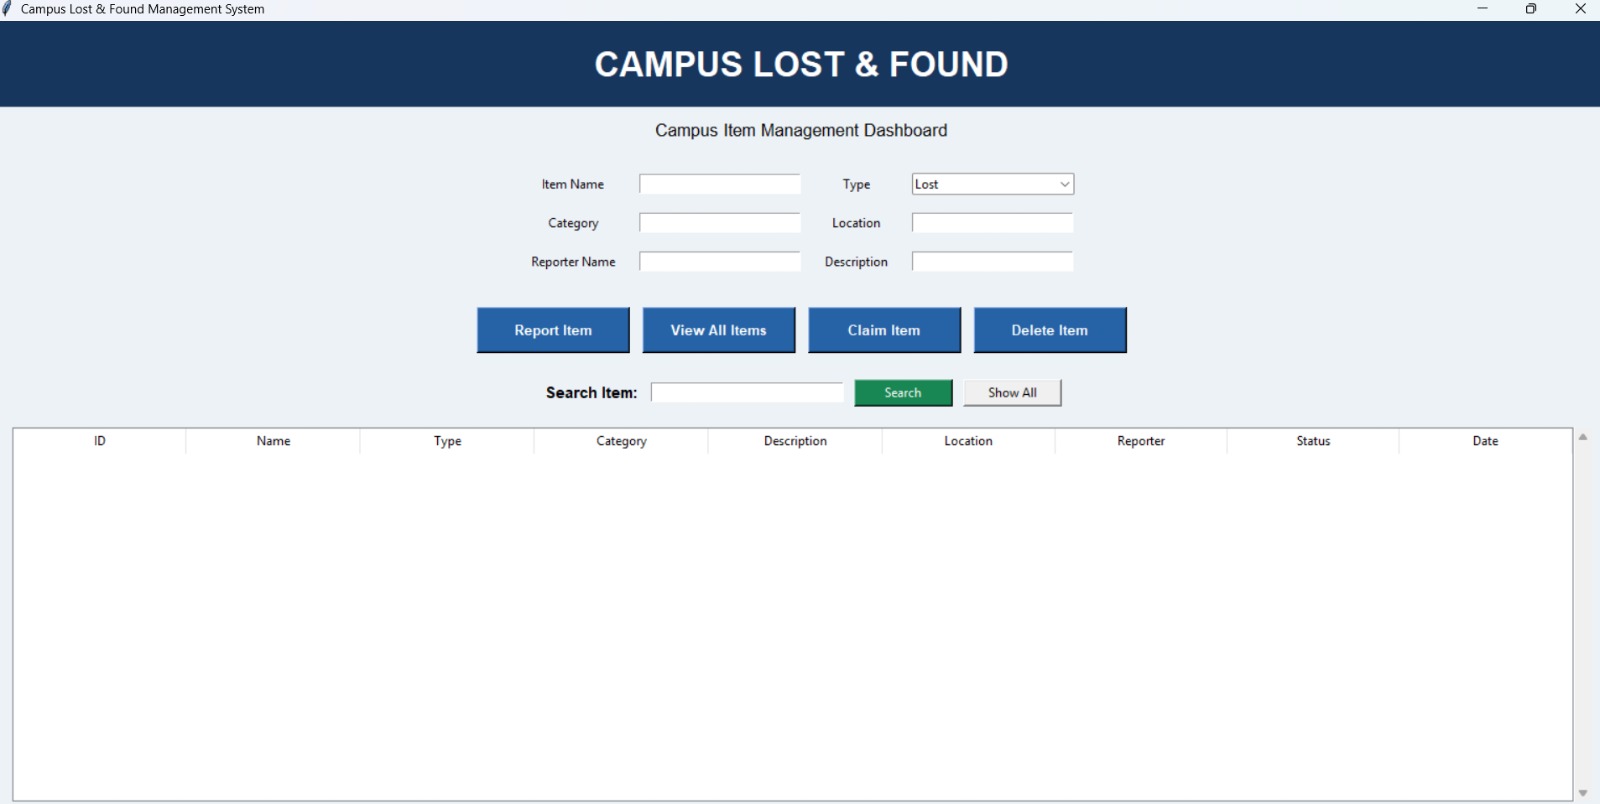 Campus Lost & Found Management System
CAMPUS LOST & FOUND
Campus Item Management Dashboard
Item Name Type Lost
Category Location
Reporter Name Description
Report Item View All Items Claim Item Delete Item
Search Item: Search Show All
ID Name Type Category Description Location Reporter Status Date